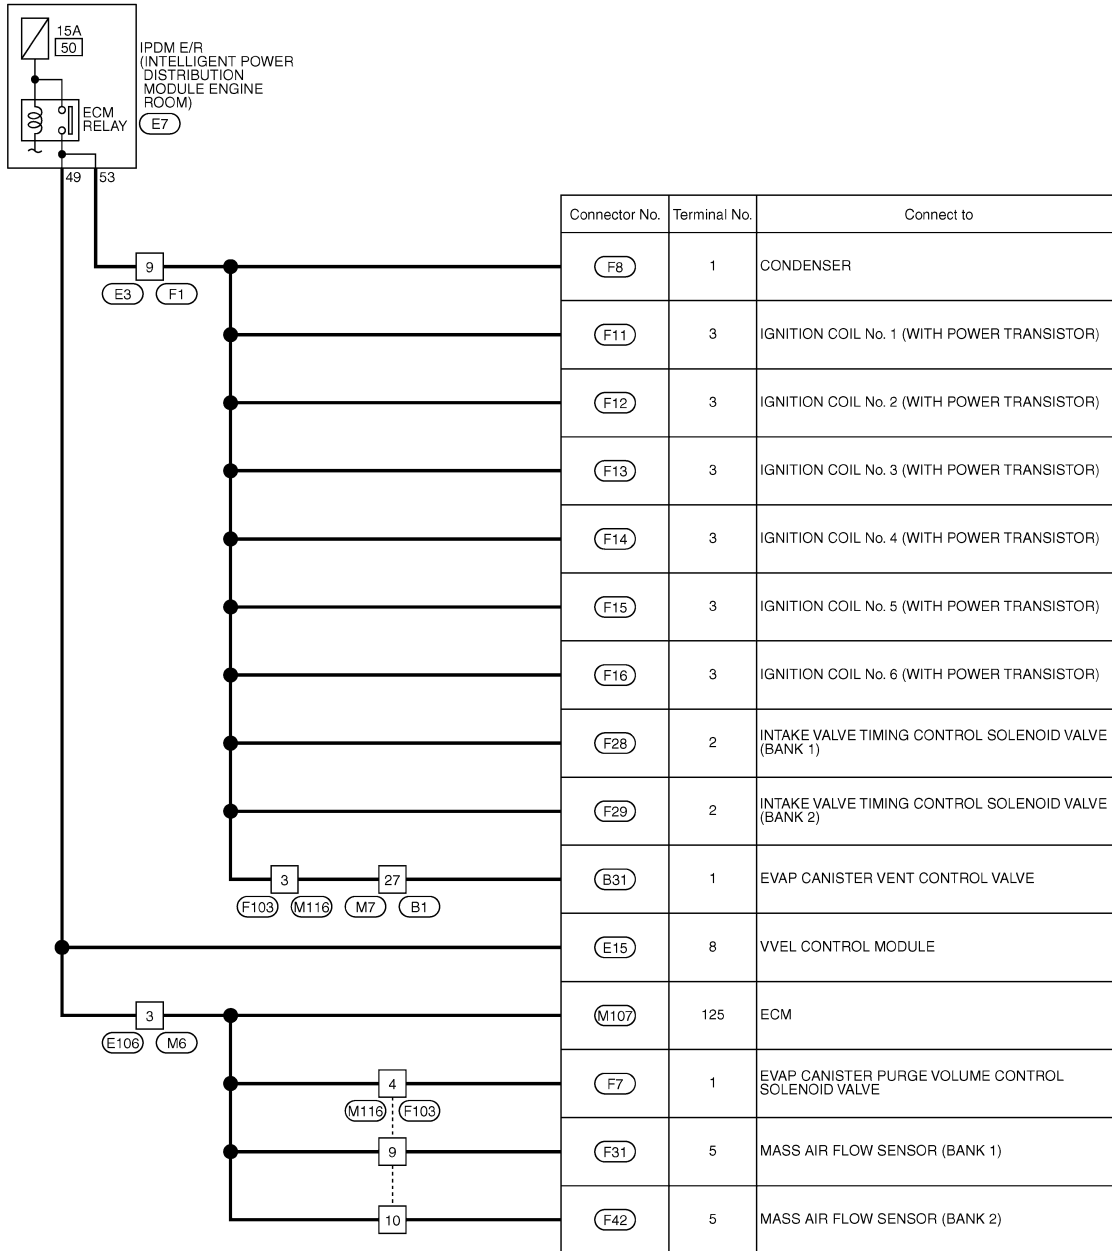 15A
50
IPDM E/R
(INTELLIGENT POWER
DISTRIBUTION
MODULE ENGINE
ROOM)
ECM
RELAY
E7
49 53
Connector No. Terminal No. Connect to
9
E3 F1
F8 1 CONDENSER
F11 3 IGNITION COIL No. 1 (WITH POWER TRANSISTOR)
F12 3 IGNITION COIL No. 2 (WITH POWER TRANSISTOR)
F13 3 IGNITION COIL No. 3 (WITH POWER TRANSISTOR)
F14 3 IGNITION COIL No. 4 (WITH POWER TRANSISTOR)
F15 3 IGNITION COIL No. 5 (WITH POWER TRANSISTOR)
F16 3 IGNITION COIL No. 6 (WITH POWER TRANSISTOR)
F28 2 INTAKE VALVE TIMING CONTROL SOLENOID VALVE
(BANK 1)
F29 2 INTAKE VALVE TIMING CONTROL SOLENOID VALVE
(BANK 2)
3 27
F103 M116 M7 B1
B31 1 EVAP CANISTER VENT CONTROL VALVE
E15 8 VVEL CONTROL MODULE
3
E106 M6
M107 125 ECM
4
M116 F103
F7 1 EVAP CANISTER PURGE VOLUME CONTROL
SOLENOID VALVE
9
F31 5 MASS AIR FLOW SENSOR (BANK 1)
10
F42 5 MASS AIR FLOW SENSOR (BANK 2)